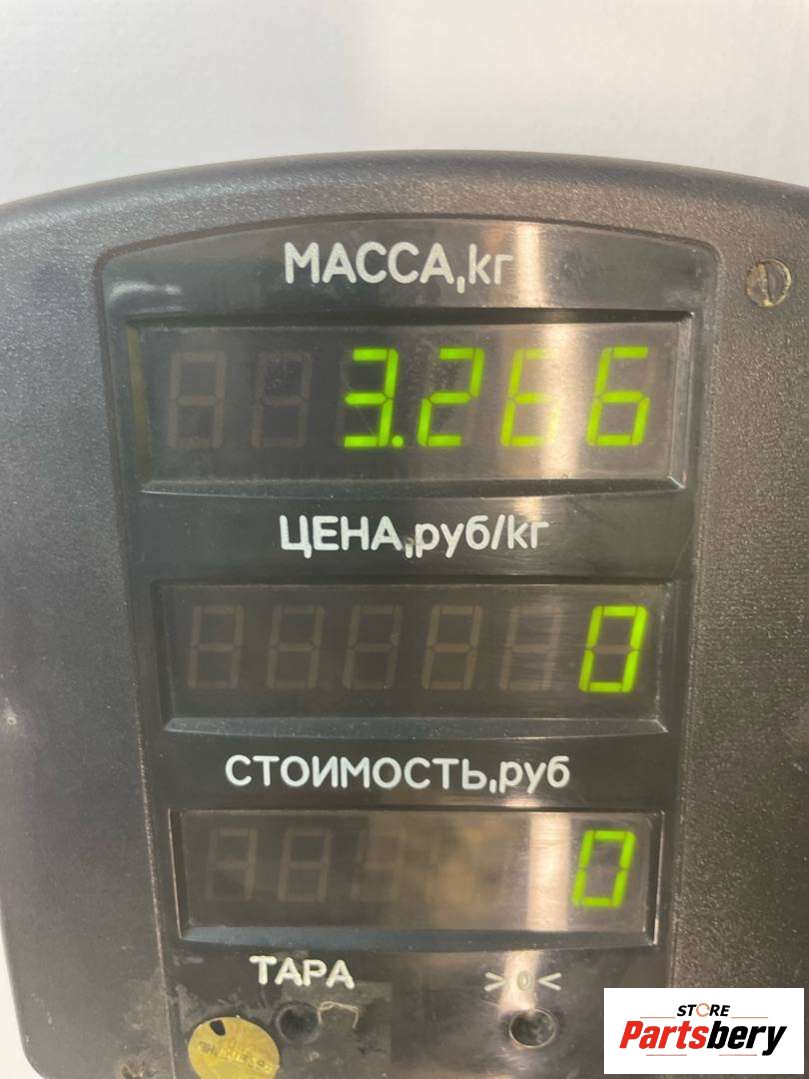 МАССА,кг
3.266
ЦЕНА,руб/кг
0
СТОИМОСТЬ,руб
0
ТАРА >0<
STORE
Partsbery